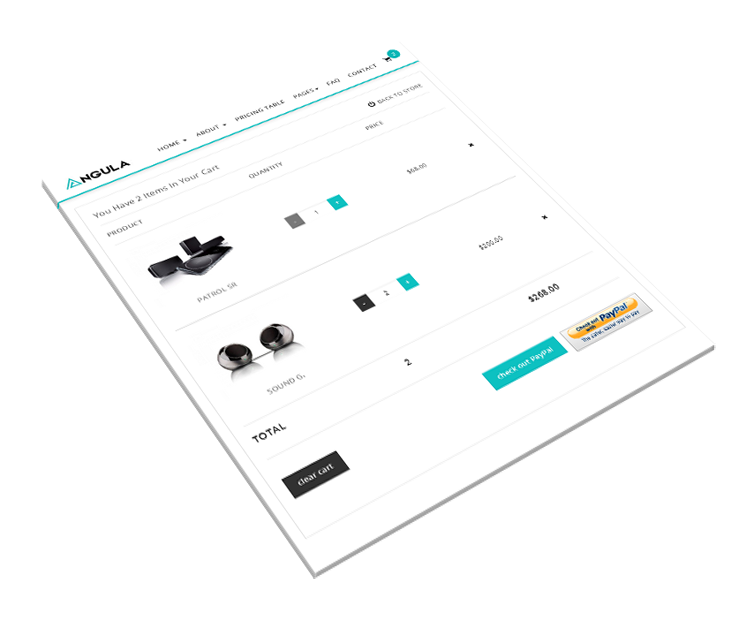 2
HOME ABOUT PRICING TABLE PAGES FAQ CONTACT
ANGULA
BACK TO STORE
You Have 2 Items In Your Cart
PRODUCT QUANTITY PRICE
PATROL SR - 1 + $68.00 ×
SOUND - 2 + $200.00 ×
TOTAL 2 $268.00
clear cart check out PayPal
Check out with PayPal
The safer, easier way to pay